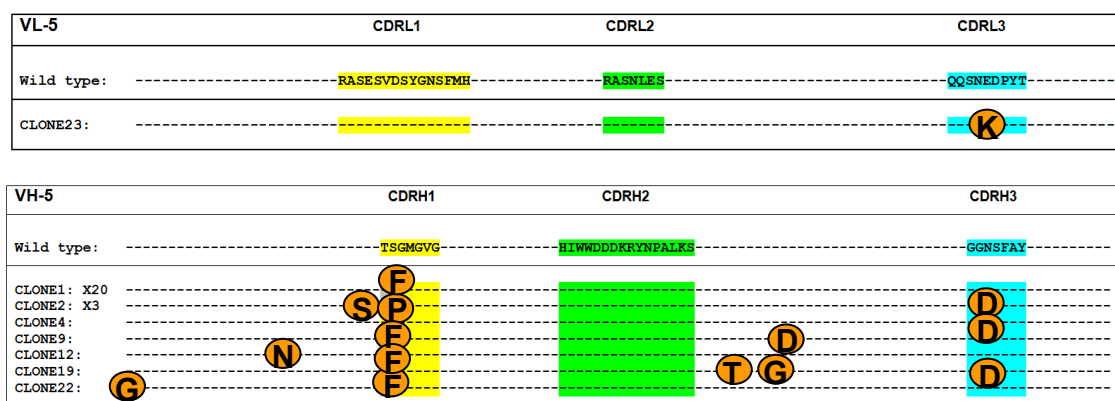 VL-5 CDRL1 CDRL2 CDRL3
Wild type: -----------------------RASESVDSYGNSFMH---------------RASNLES--------------------------------QQSNEDPYT----------
CLONE23: ----------K----------
VH-5 CDRH1 CDRH2 CDRH3
Wild type: ------------------------------TSGMGVG--------------HIWWDDDKRYNPALKS--------------------------------GGNSFAY----------
CLONE1: X20 ----------F----------
CLONE2: X3 ----------S--P----------D----------
CLONE4: ----------D----------
CLONE9: ----------F----------D----------
CLONE12: ----------N----------F----------
CLONE19: ----------T---G----------D----------
CLONE22: G----------F----------